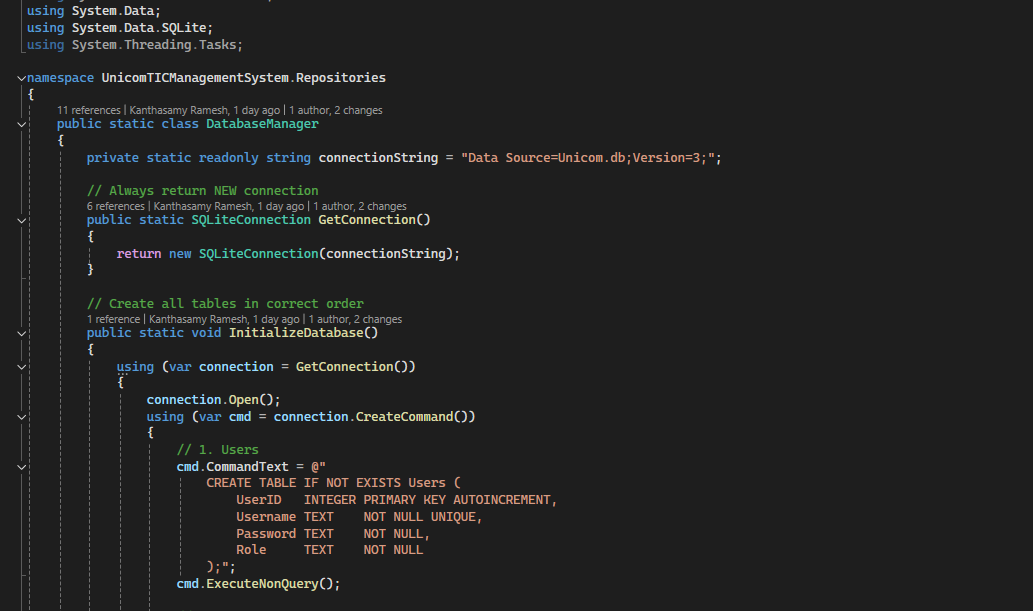 using System.Data;
using System.Data.SQLite;
using System.Threading.Tasks;
namespace UnicomTICManagementSystem.Repositories
{
11 references | Kanthasamy Ramesh, 1 day ago | 1 author, 2 changes
public static class DatabaseManager
{
private static readonly string connectionString = "Data Source=Unicom.db;Version=3;";
// Always return NEW connection
6 references | Kanthasamy Ramesh, 1 day ago | 1 author, 2 changes
public static SQLiteConnection GetConnection()
{
return new SQLiteConnection(connectionString);
}
// Create all tables in correct order
1 reference | Kanthasamy Ramesh, 1 day ago | 1 author, 2 changes
public static void InitializeDatabase()
{
using (var connection = GetConnection())
{
connection.Open();
using (var cmd = connection.CreateCommand())
{
// 1. Users
cmd.CommandText = @"
CREATE TABLE IF NOT EXISTS Users (
UserID   INTEGER PRIMARY KEY AUTOINCREMENT,
Username TEXT    NOT NULL UNIQUE,
Password TEXT    NOT NULL,
Role     TEXT    NOT NULL
);";
cmd.ExecuteNonQuery();